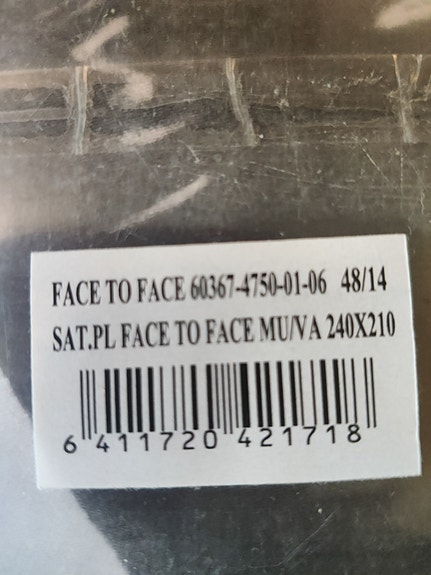 FACE TO FACE 60367-4750-01-06 48/14
SAT.PL FACE TO FACE MU/VA 240X210
6 411720 421718